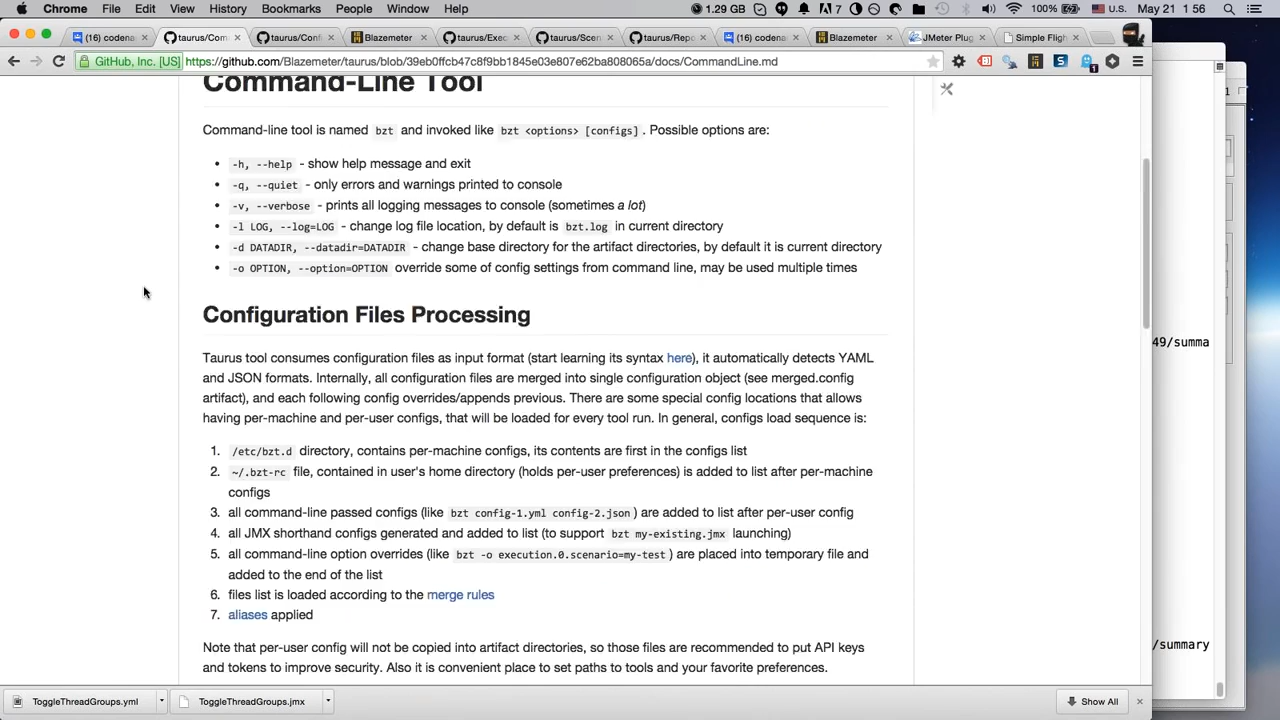 Chrome File Edit View History Bookmarks People Window Help 1.29 GB 16 7 100% U.S. May 21 1:56
(16) codena taurus/Com taurus/Confi Blazemeter taurus/Exec taurus/Scen taurus/Repo (16) codena Blazemeter JMeter Plug Simple Fligh
GitHub, Inc. [US] https://github.com/Blazemeter/taurus/blob/39eb0ffcb47c8f9bb1845e03e807e62ba808065a/docs/CommandLine.md
Command-Line Tool
Command-line tool is named bzt and invoked like bzt <options> [configs]. Possible options are:
• -h, --help - show help message and exit
• -q, --quiet - only errors and warnings printed to console
• -v, --verbose - prints all logging messages to console (sometimes a lot)
• -l LOG, --log=LOG - change log file location, by default is bzt.log in current directory
• -d DATADIR, --datadir=DATADIR - change base directory for the artifact directories, by default it is current directory
• -o OPTION, --option=OPTION override some of config settings from command line, may be used multiple times
Configuration Files Processing
Taurus tool consumes configuration files as input format (start learning its syntax here), it automatically detects YAML
and JSON formats. Internally, all configuration files are merged into single configuration object (see merged.config
artifact), and each following config overrides/appends previous. There are some special config locations that allows
having per-machine and per-user configs, that will be loaded for every tool run. In general, configs load sequence is:
1. /etc/bzt.d directory, contains per-machine configs, its contents are first in the configs list
2. ~/.bzt-rc file, contained in user's home directory (holds per-user preferences) is added to list after per-machine
configs
3. all command-line passed configs (like bzt config-1.yml config-2.json) are added to list after per-user config
4. all JMX shorthand configs generated and added to list (to support bzt my-existing.jmx launching)
5. all command-line option overrides (like bzt -o execution.0.scenario=my-test) are placed into temporary file and
added to the end of the list
6. files list is loaded according to the merge rules
7. aliases applied
Note that per-user config will not be copied into artifact directories, so those files are recommended to put API keys
and tokens to improve security. Also it is convenient place to set paths to tools and your favorite preferences.
49/summa
/summary
ToggleThreadGroups.yml ToggleThreadGroups.jmx Show All